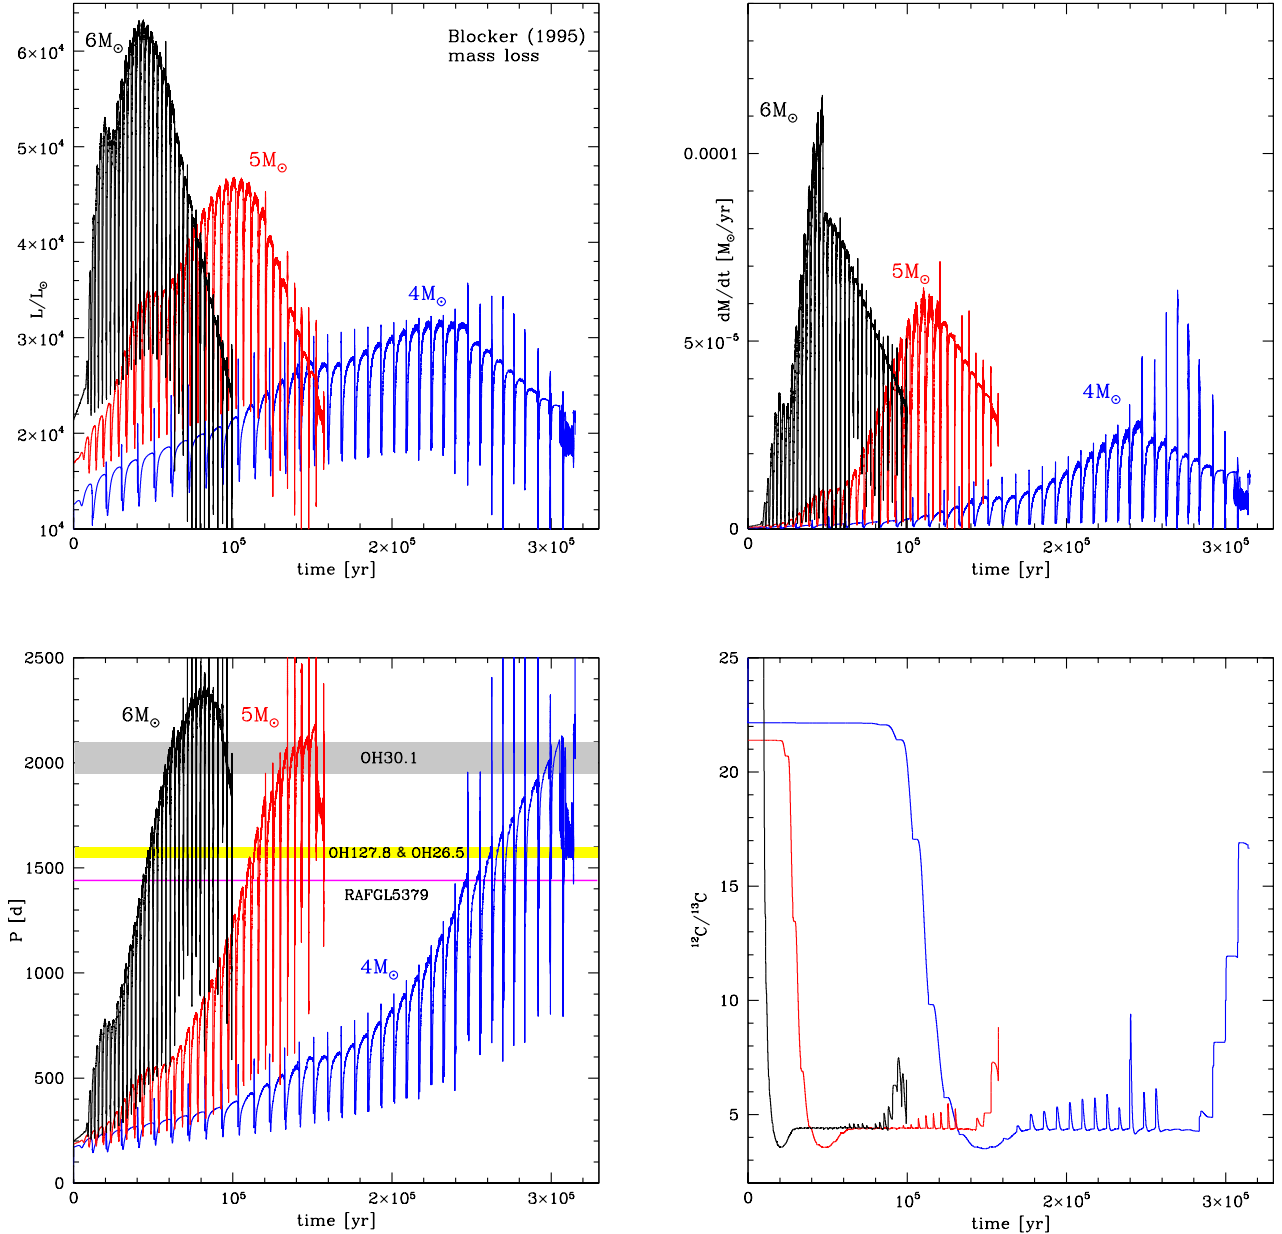 Blocker (1995)
mass loss
6M⊙
5M⊙
4M⊙
6×10⁴
5×10⁴
4×10⁴
3×10⁴
2×10⁴
10⁴
L/L⊙
0
10⁵
2×10⁵
3×10⁵
time [yr]
6M⊙
5M⊙
4M⊙
0.0001
5×10⁻⁵
0
dM/dt [M⊙/yr]
0
10⁵
2×10⁵
3×10⁵
time [yr]
2500
2000
1500
1000
500
0
P [d]
6M⊙
5M⊙
4M⊙
OH30.1
OH127.8 & OH26.5
RAFGL5379
0
10⁵
2×10⁵
3×10⁵
time [yr]
25
20
15
10
5
¹²C/¹³C
0
10⁵
2×10⁵
3×10⁵
time [yr]